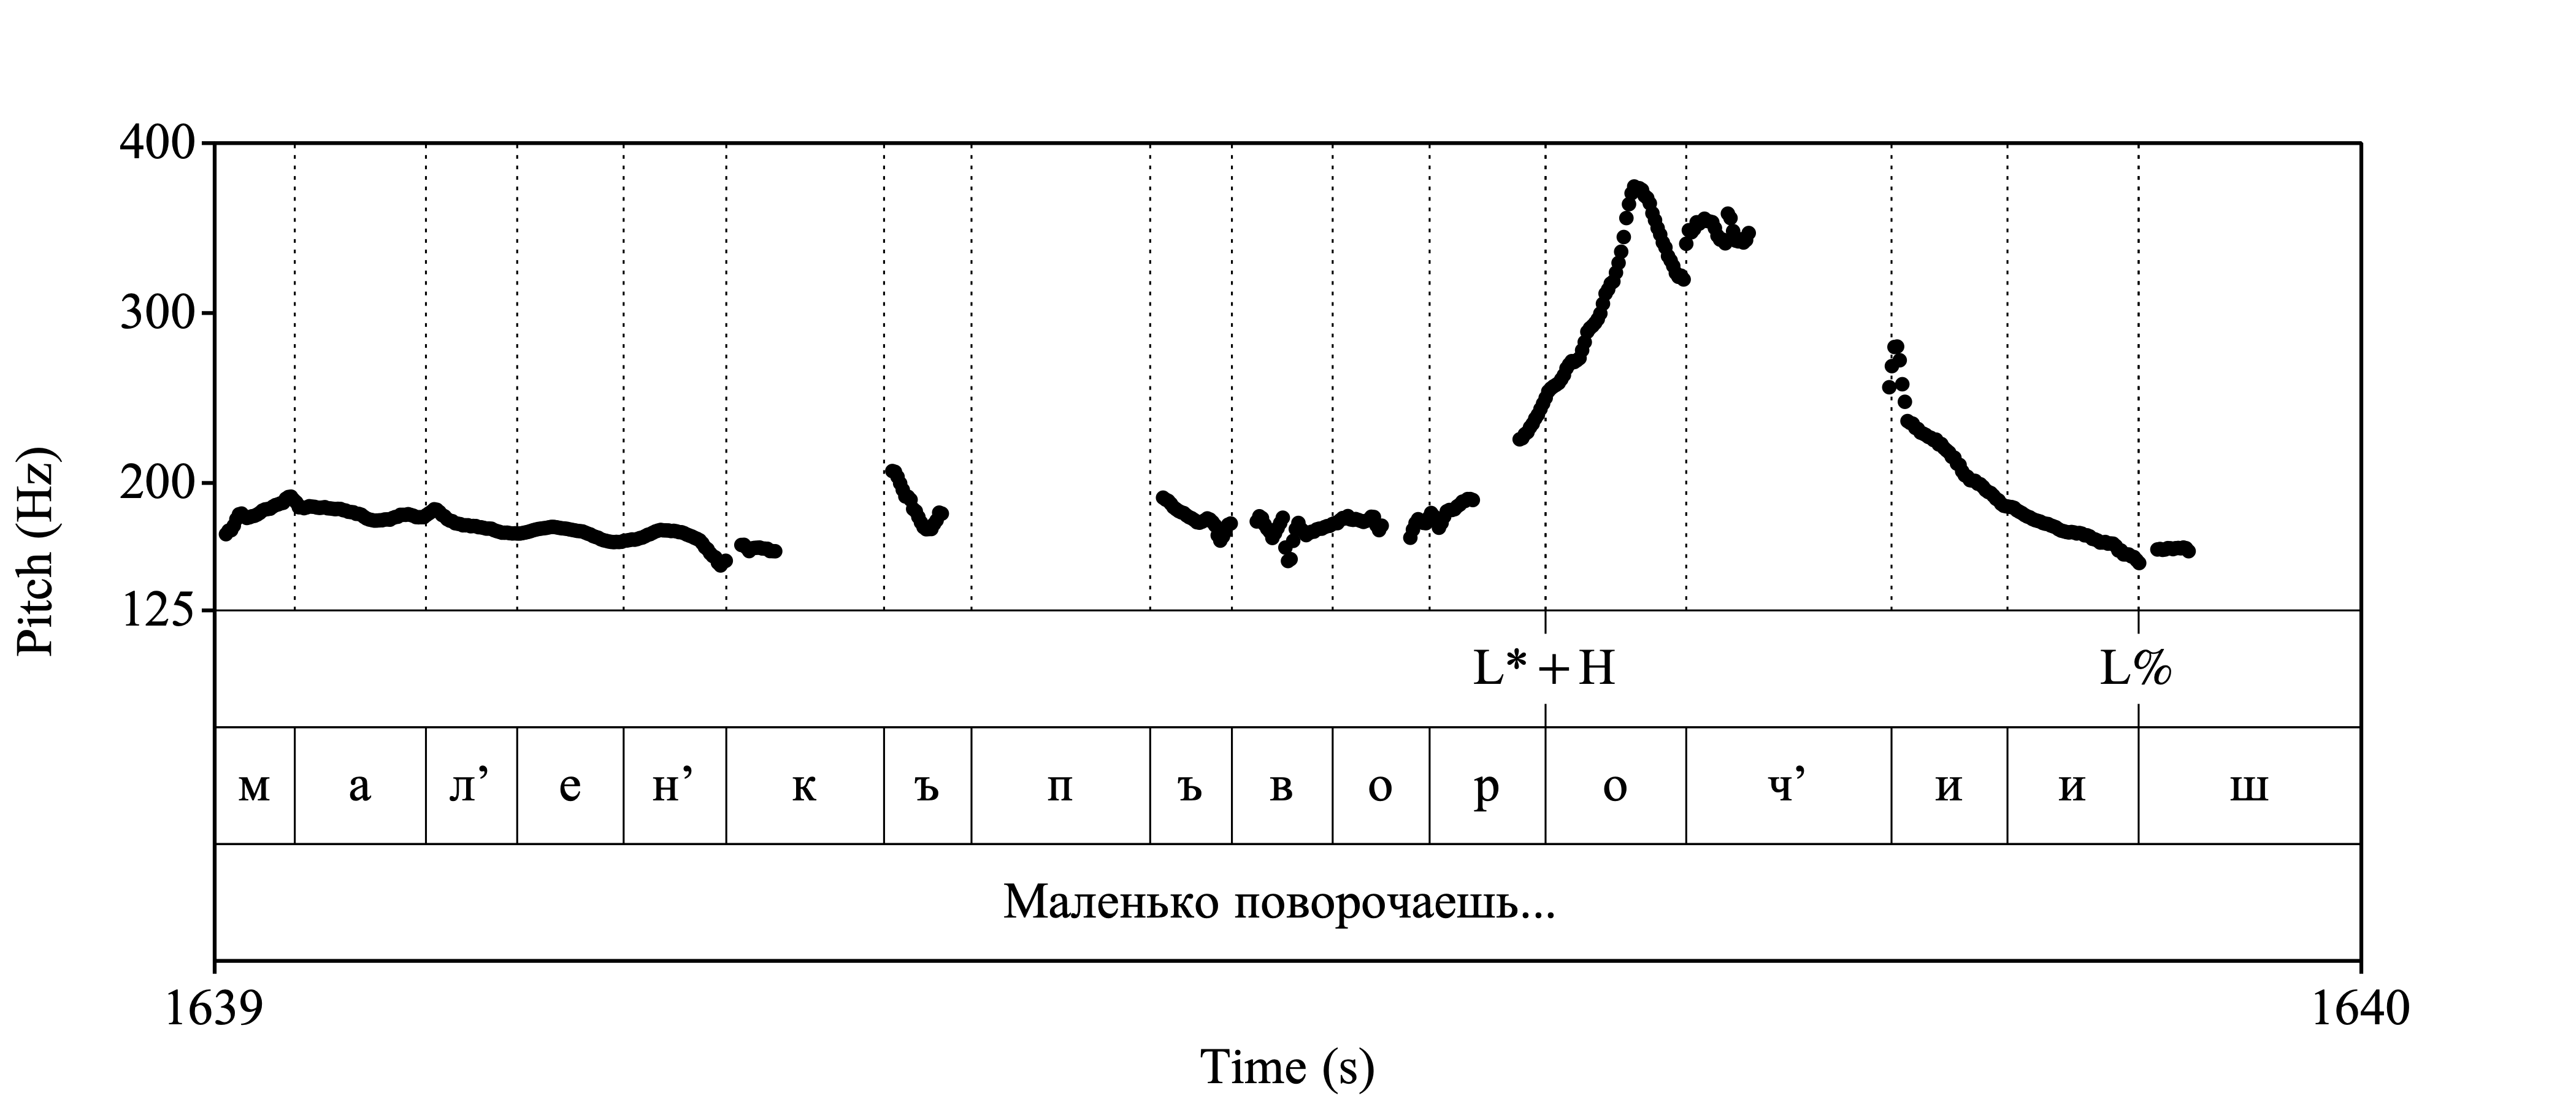 400
300
200
125
Pitch (Hz)
L*+H L%
м а л’ е н’ к ъ п ъ в о р о ч’ и и ш
Маленько поворочаешь...
1639 1640
Time (s)